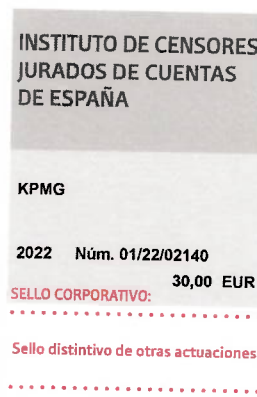 INSTITUTO DE CENSORES
JURADOS DE CUENTAS
DE ESPAÑA
KPMG
2022 Núm. 01/22/02140
30,00 EUR
SELLO CORPORATIVO:
Sello distintivo de otras actuaciones